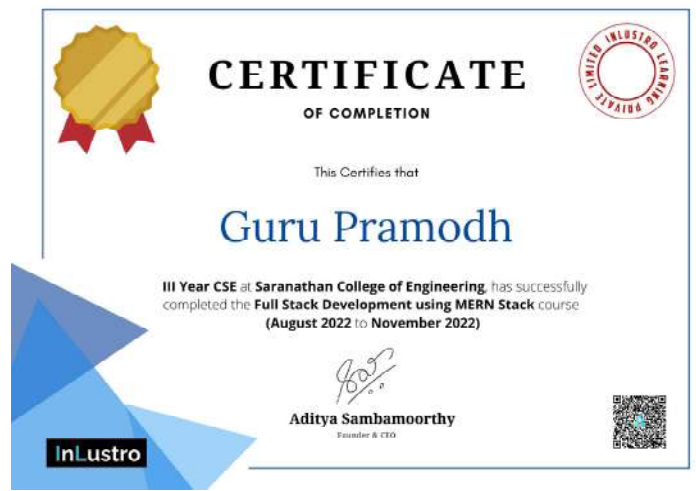 CERTIFICATE
OF COMPLETION
INLUSTRO LEARNING PRIVATE LIMITED
This Certifies that
Guru Pramodh
III Year CSE at Saranathan College of Engineering, has successfully
completed the Full Stack Development using MERN Stack course
(August 2022 to November 2022)
Aditya Sambamoorthy
Founder & CEO
InLustro